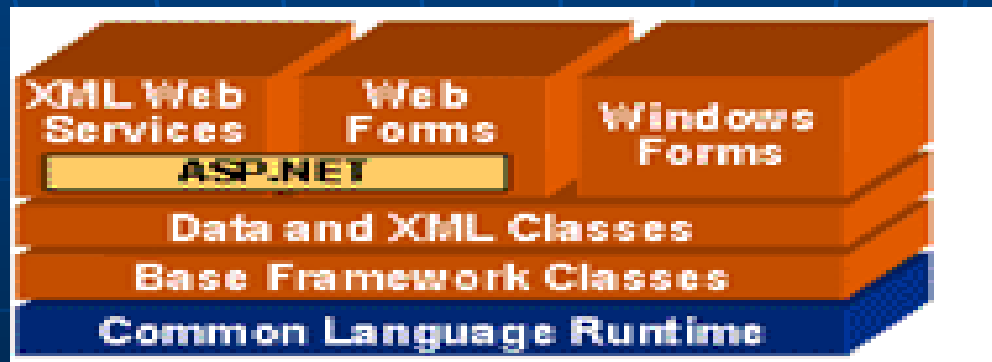 XML Web
Services
Web
Forms
Windows
Forms
ASP.NET
Data and XML Classes
Base Framework Classes
Common Language Runtime